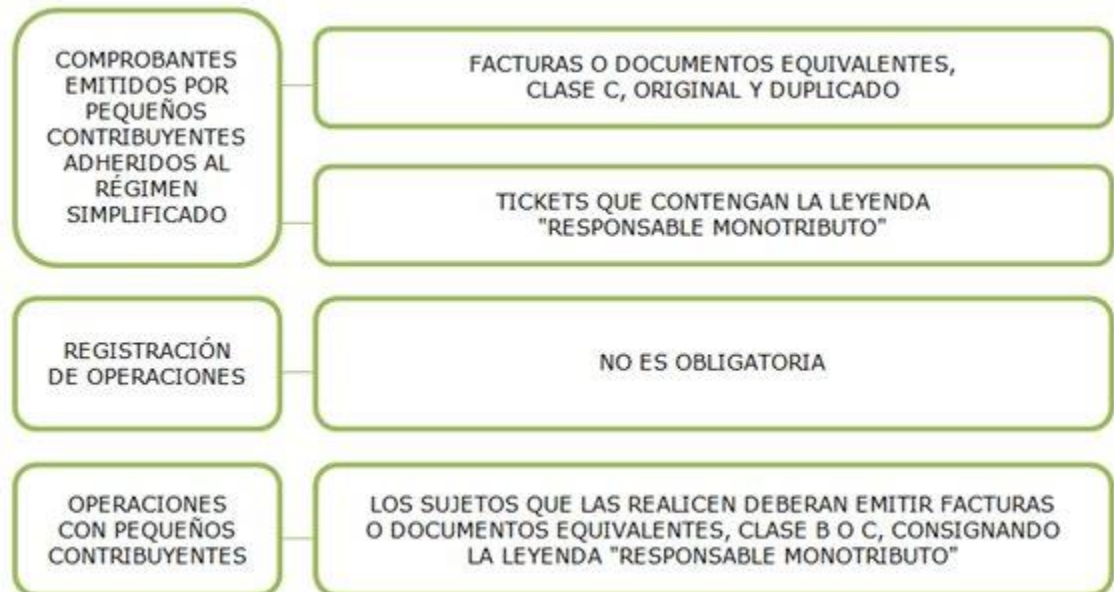 COMPROBANTES
EMITIDOS POR
PEQUEÑOS
CONTRIBUYENTES
ADHERIDOS AL
RÉGIMEN
SIMPLIFICADO
FACTURAS O DOCUMENTOS EQUIVALENTES,
CLASE C, ORIGINAL Y DUPLICADO
TICKETS QUE CONTENGAN LA LEYENDA
"RESPONSABLE MONOTRIBUTO"
REGISTRACIÓN
DE OPERACIONES
NO ES OBLIGATORIA
OPERACIONES
CON PEQUEÑOS
CONTRIBUYENTES
LOS SUJETOS QUE LAS REALICEN DEBERAN EMITIR FACTURAS
O DOCUMENTOS EQUIVALENTES, CLASE B O C, CONSIGNANDO
LA LEYENDA "RESPONSABLE MONOTRIBUTO"